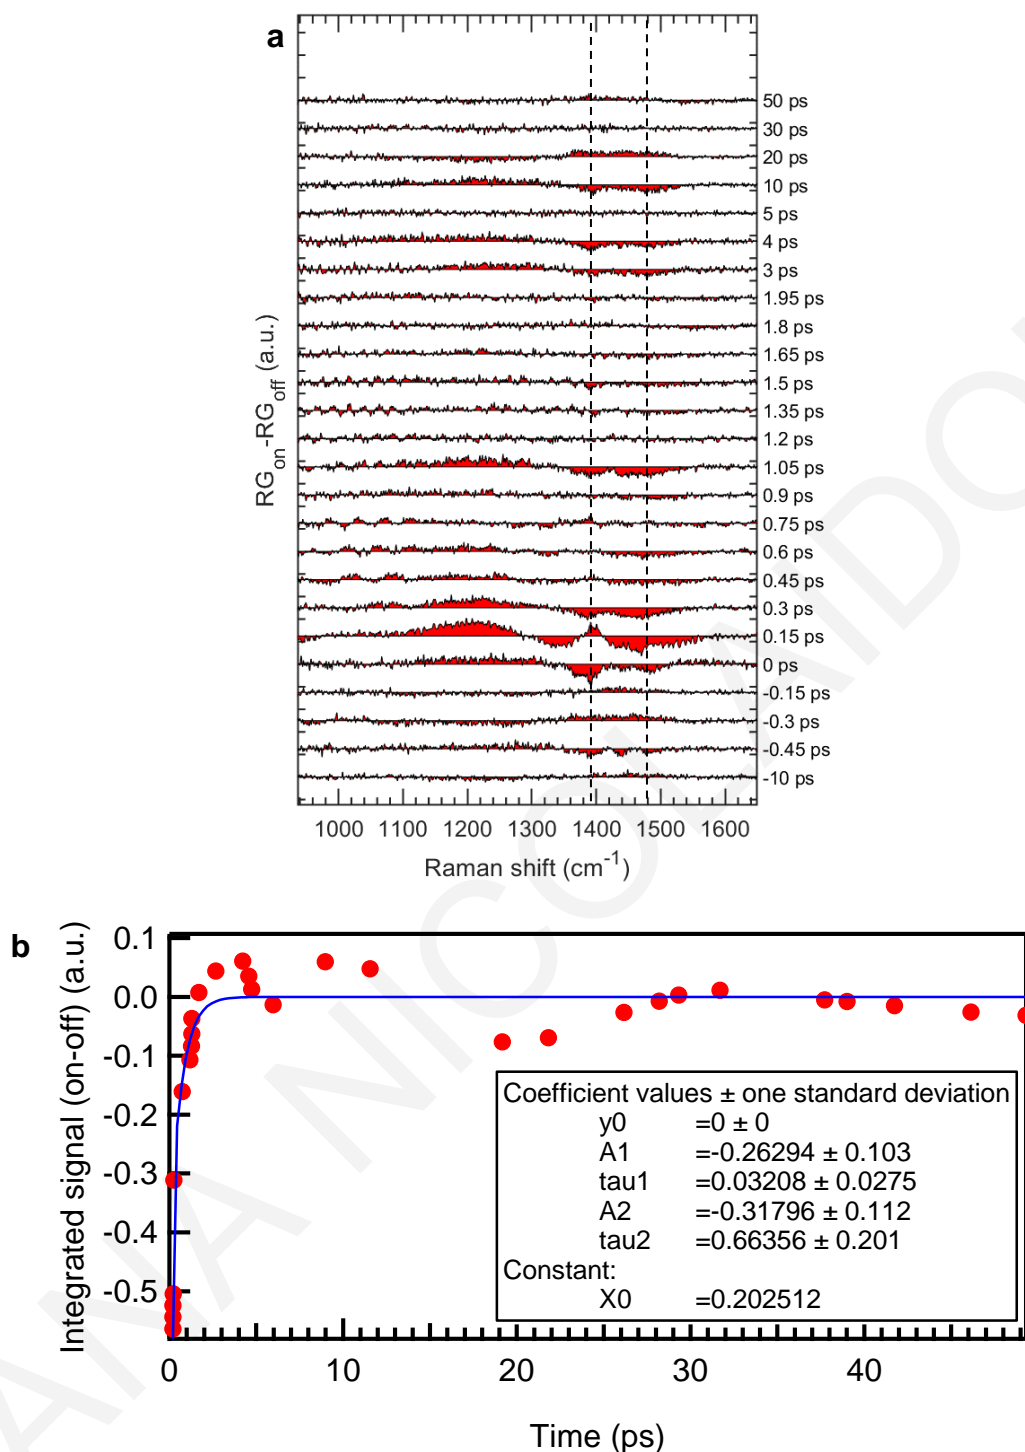 a
50 ps
30 ps
20 ps
10 ps
5 ps
4 ps
3 ps
1.95 ps
1.8 ps
1.65 ps
1.5 ps
1.35 ps
1.2 ps
1.05 ps
0.9 ps
0.75 ps
0.6 ps
0.45 ps
0.3 ps
0.15 ps
0 ps
-0.15 ps
-0.3 ps
-0.45 ps
-10 ps
RG_on-RG_off (a.u.)
1000 1100 1200 1300 1400 1500 1600
Raman shift (cm^-1)
b
Integrated signal (on-off) (a.u.)
0.1
0.0
-0.1
-0.2
-0.3
-0.4
-0.5
Coefficient values ± one standard deviation
y0 =0 ± 0
A1 =-0.26294 ± 0.103
tau1 =0.03208 ± 0.0275
A2 =-0.31796 ± 0.112
tau2 =0.66356 ± 0.201
Constant:
X0 =0.202512
0 10 20 30 40
Time (ps)